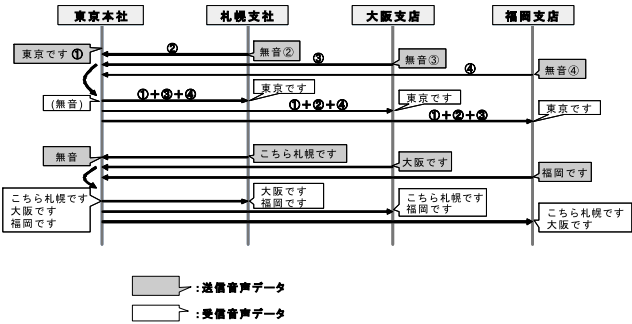 東京本社
札幌支社
大阪支店
福岡支店
東京です①
②
無音②
③
無音③
④
無音④
(無音)
①+③+④
東京です
①+②+④
東京です
①+②+③
東京です
無音
こちら札幌です
大阪です
福岡です
こちら札幌です
大阪です
福岡です
大阪です
福岡です
こちら札幌です
福岡です
こちら札幌です
大阪です
:送信音声データ
:受信音声データ